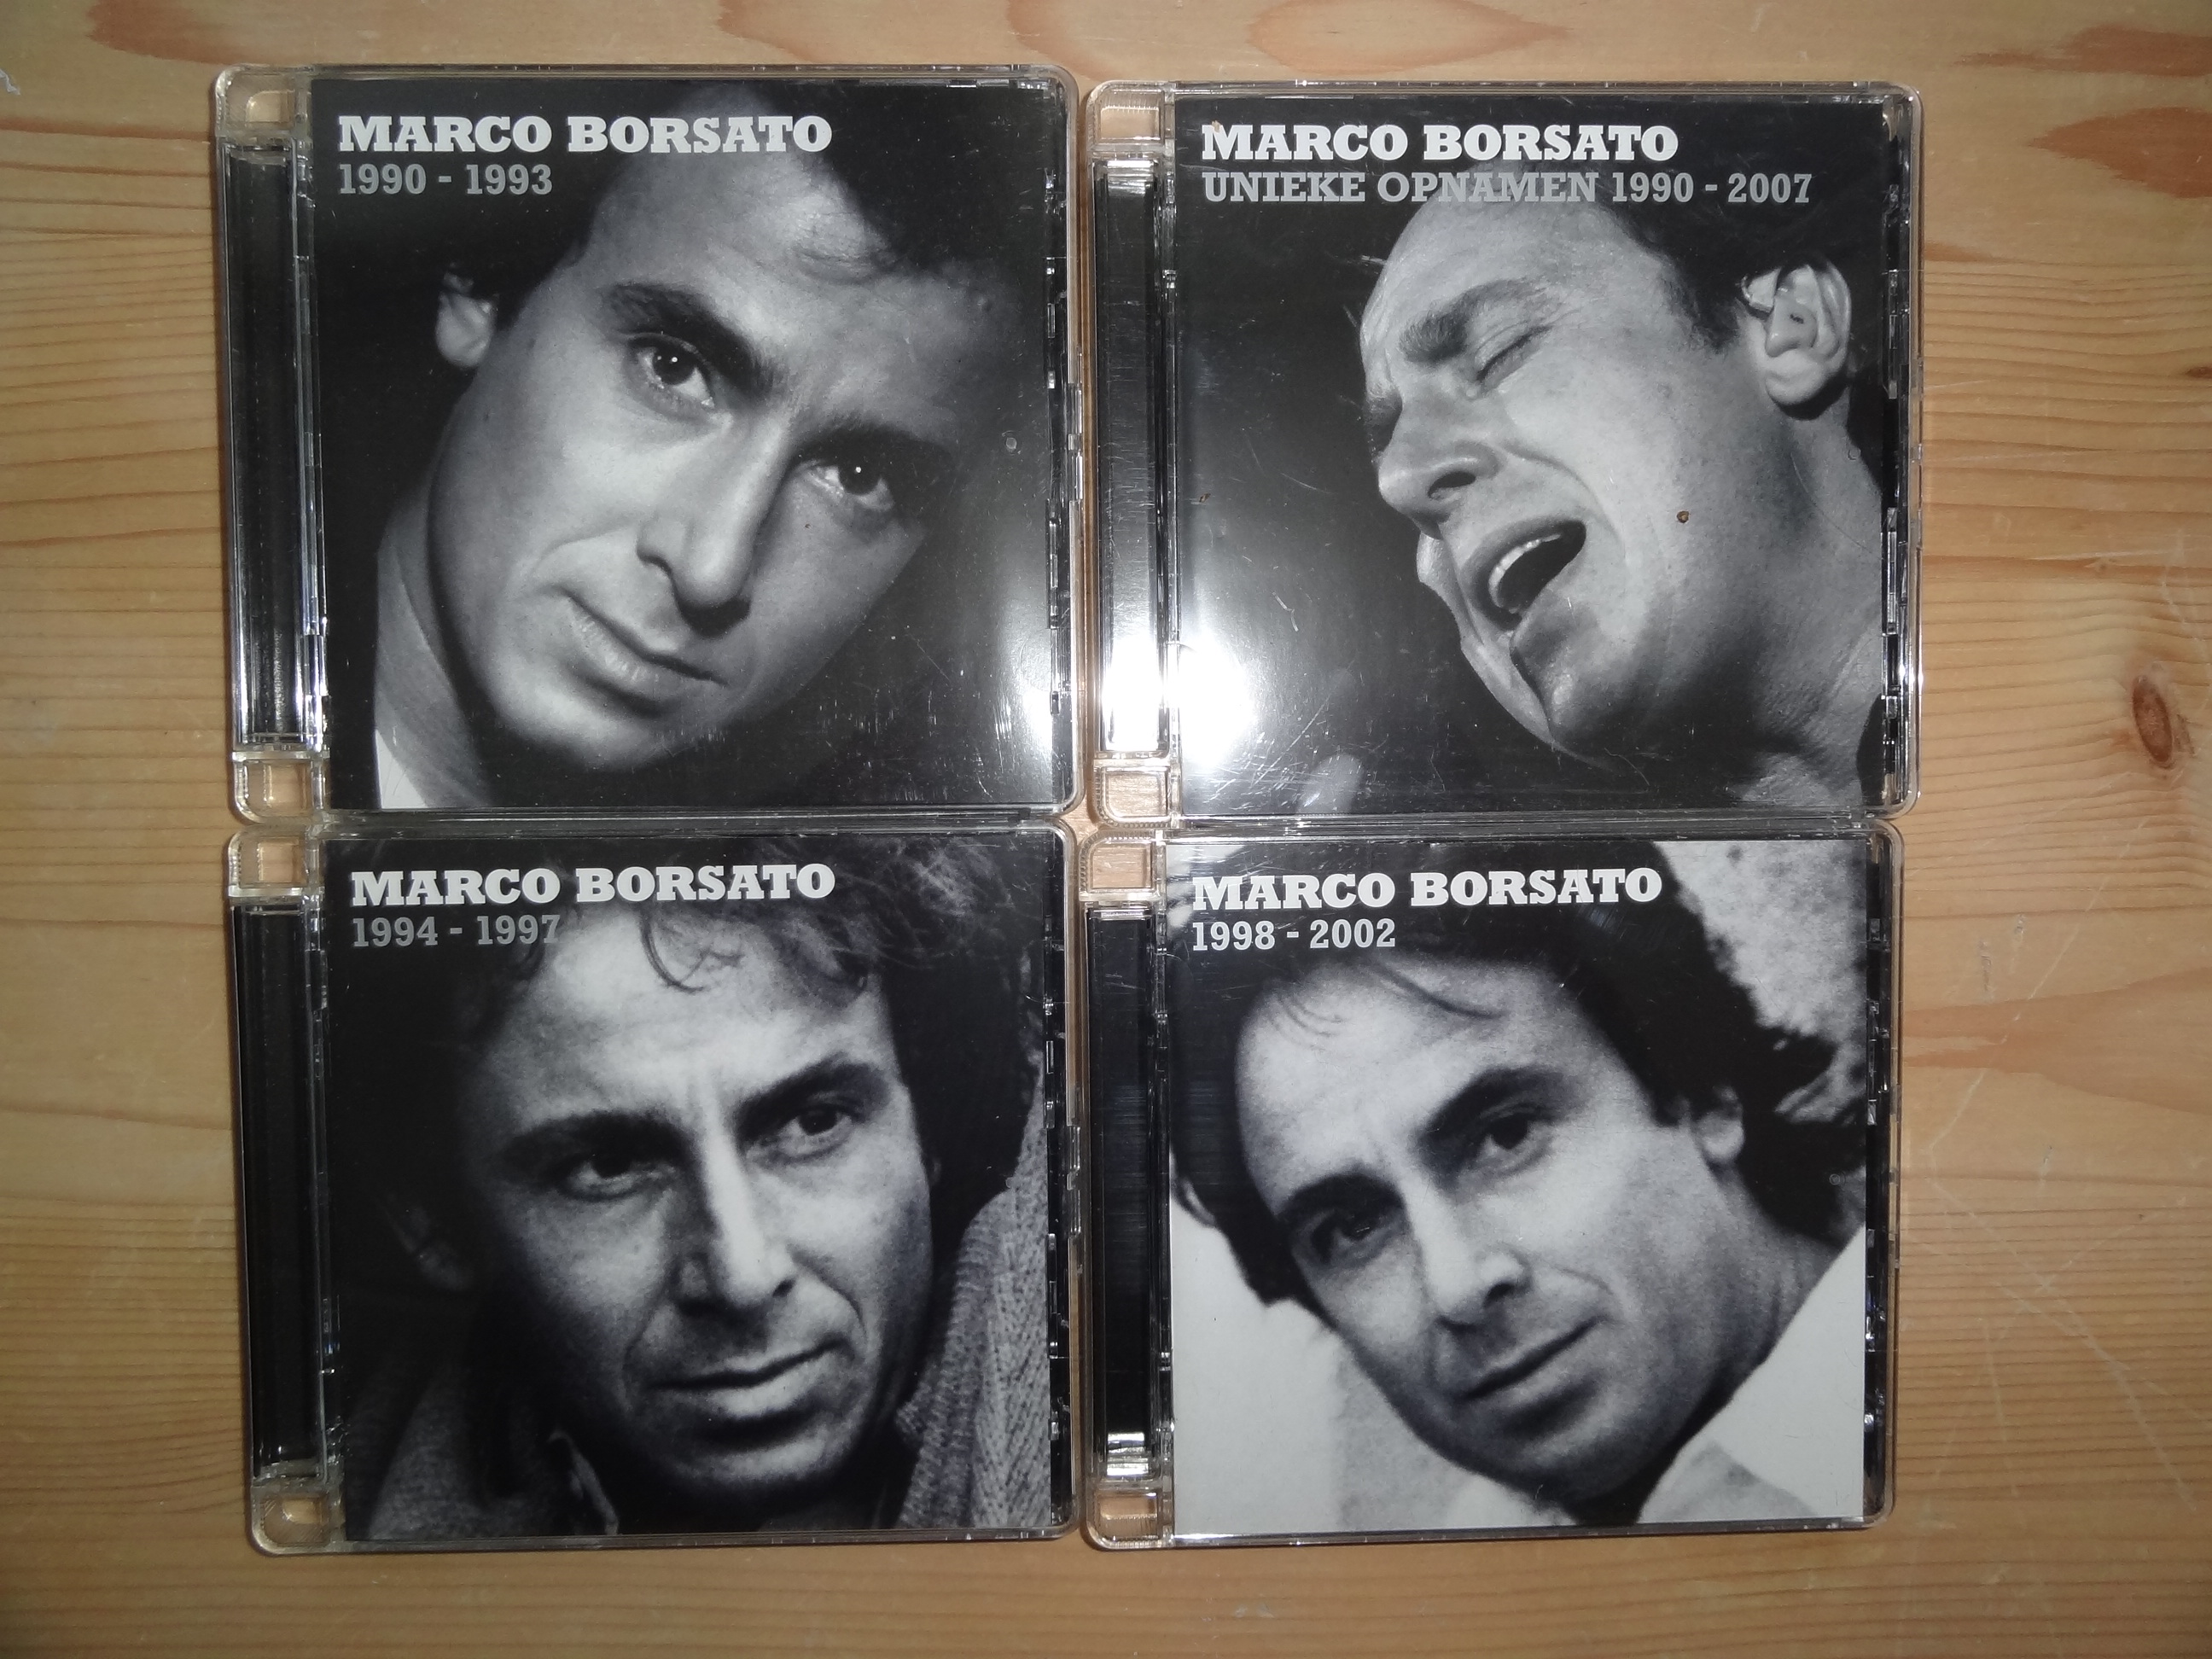 MARCO BORSATO
1990 - 1993
MARCO BORSATO
UNIEKE OPNAMEN 1990 - 2007
MARCO BORSATO
1994 - 1997
MARCO BORSATO
1998 - 2002